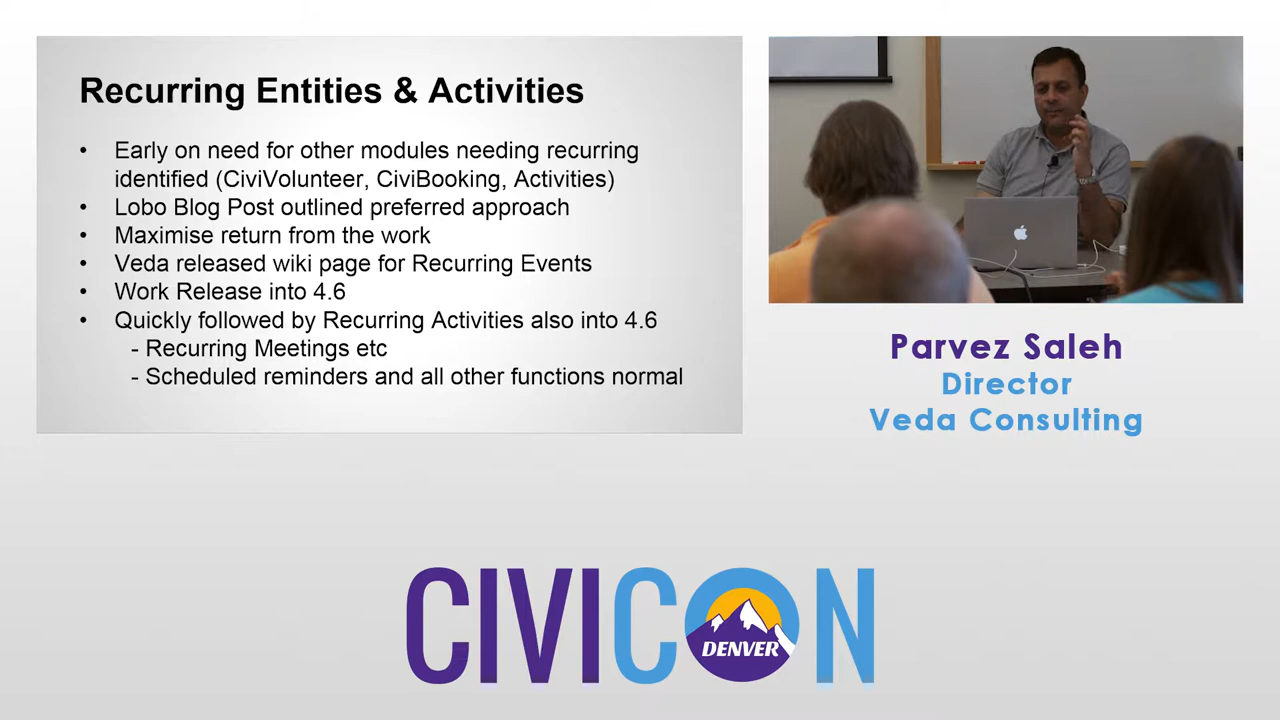 Recurring Entities & Activities
• Early on need for other modules needing recurring
identified (CiviVolunteer, CiviBooking, Activities)
• Lobo Blog Post outlined preferred approach
• Maximise return from the work
• Veda released wiki page for Recurring Events
• Work Release into 4.6
• Quickly followed by Recurring Activities also into 4.6
- Recurring Meetings etc
- Scheduled reminders and all other functions normal
Parvez Saleh
Director
Veda Consulting
CIVICON
DENVER